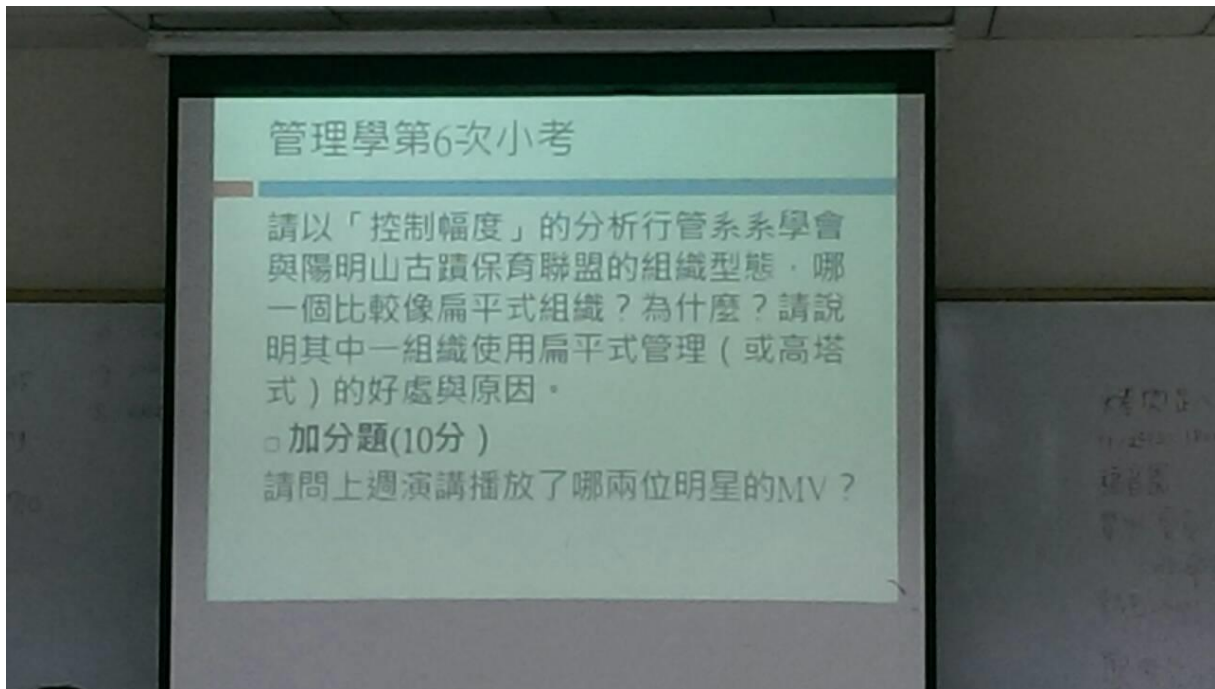 管理學第6次小考
請以「控制幅度」的分析行管系系學會
與陽明山古蹟保育聯盟的組織型態，哪
一個比較像扁平式組織？為什麼？請說
明其中一組織使用扁平式管理（或高塔
式）的好處與原因。
加分題(10分）
請問上週演講播放了哪兩位明星的MV？